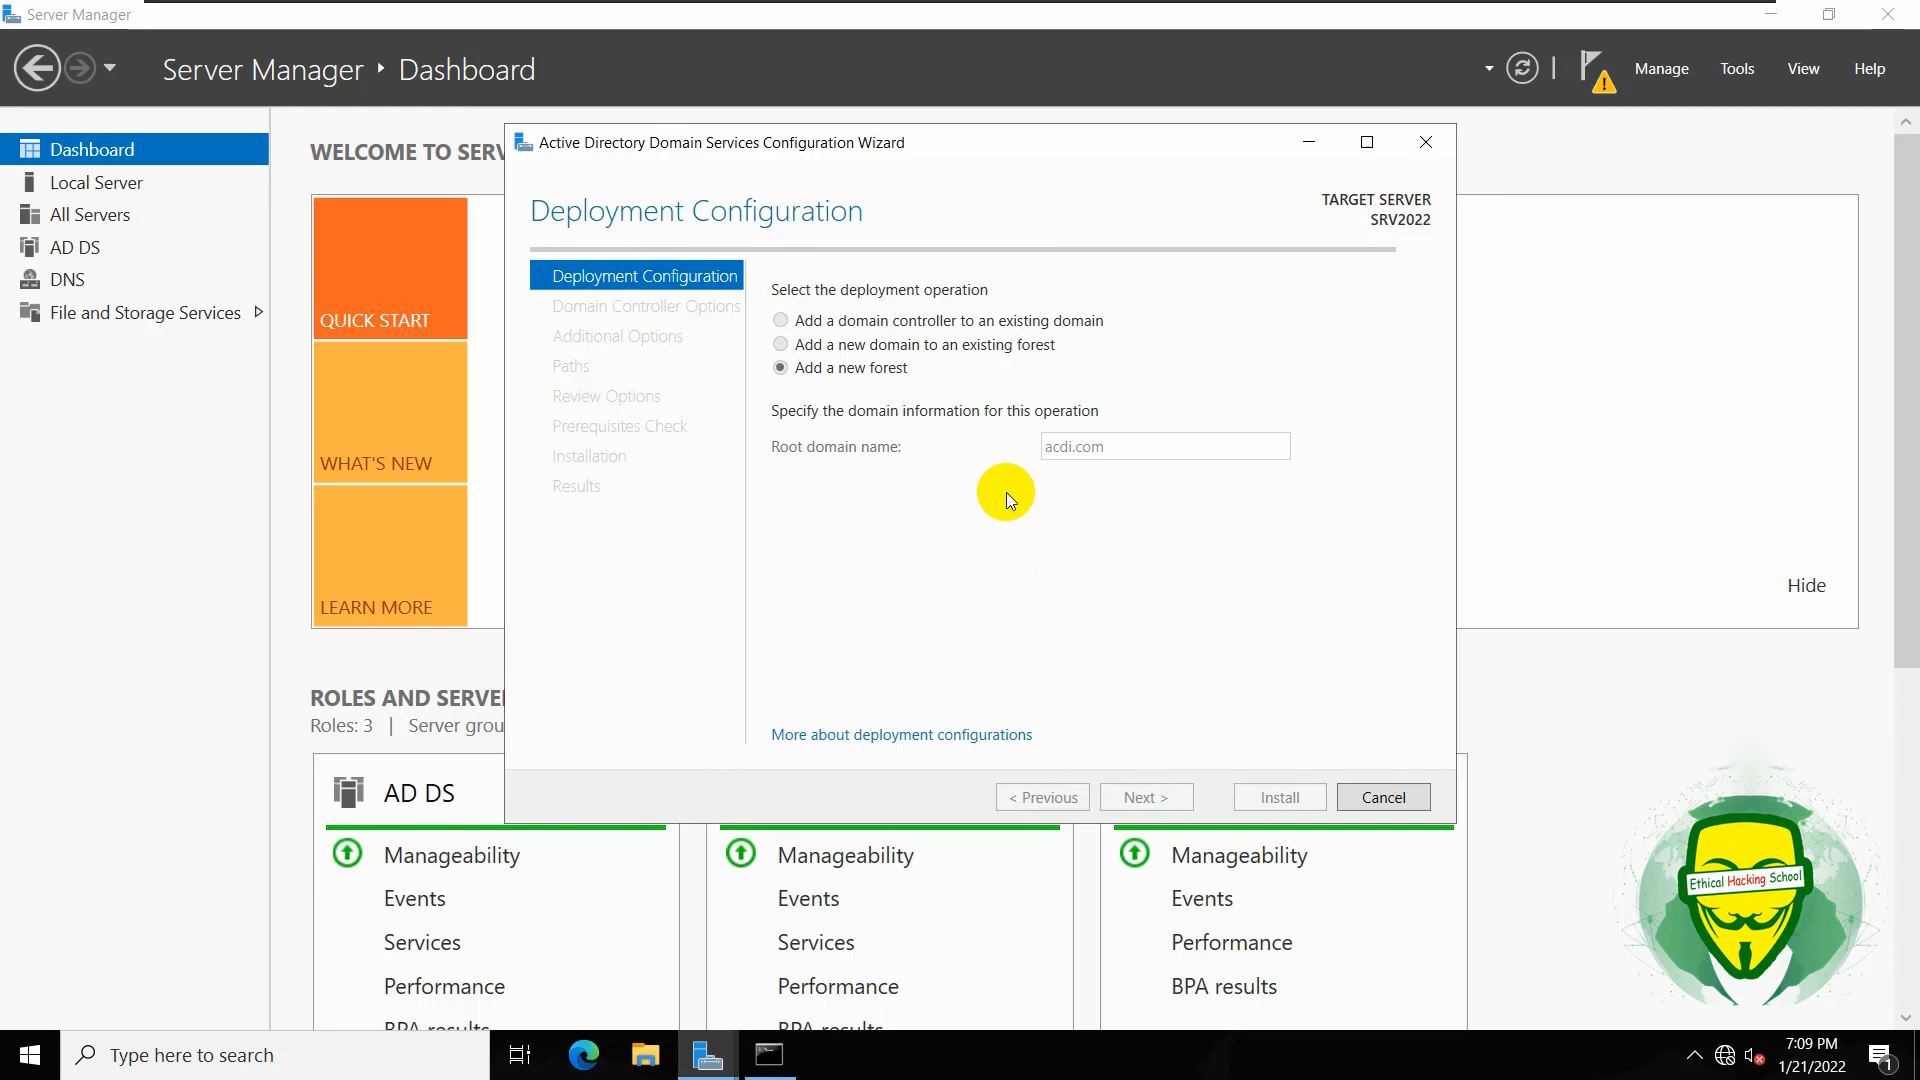 Server Manager
Server Manager ‣ Dashboard
Manage
Tools
View
Help
Dashboard
Local Server
All Servers
AD DS
DNS
File and Storage Services
WELCOME TO SERV
QUICK START
WHAT'S NEW
LEARN MORE
Hide
Active Directory Domain Services Configuration Wizard
Deployment Configuration
TARGET SERVER
SRV2022
Deployment Configuration
Domain Controller Options
Additional Options
Paths
Review Options
Prerequisites Check
Installation
Results
Select the deployment operation
Add a domain controller to an existing domain
Add a new domain to an existing forest
Add a new forest
Specify the domain information for this operation
Root domain name:
acdi.com
More about deployment configurations
< Previous
Next >
Install
Cancel
ROLES AND SERVE
Roles: 3 | Server grou
AD DS
Manageability
Events
Services
Performance
BPA results
Manageability
Events
Services
Performance
BPA results
Manageability
Events
Performance
BPA results
Ethical Hacking School
Type here to search
7:09 PM
1/21/2022
1